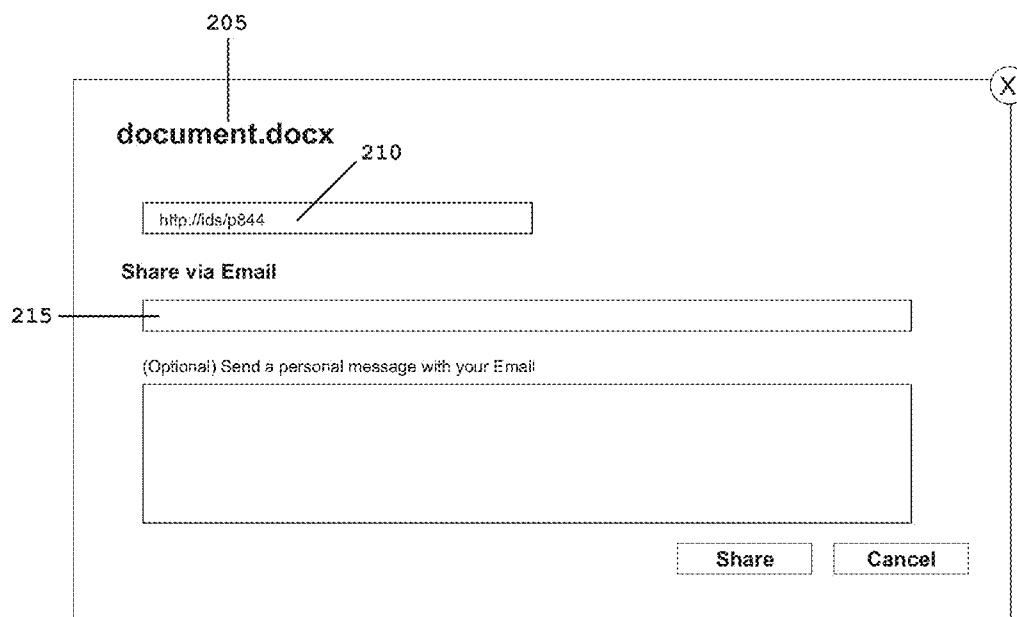 205
X
document.docx
210
http://ids/p844
Share via Email
215
(Optional) Send a personal message with your Email
Share Cancel